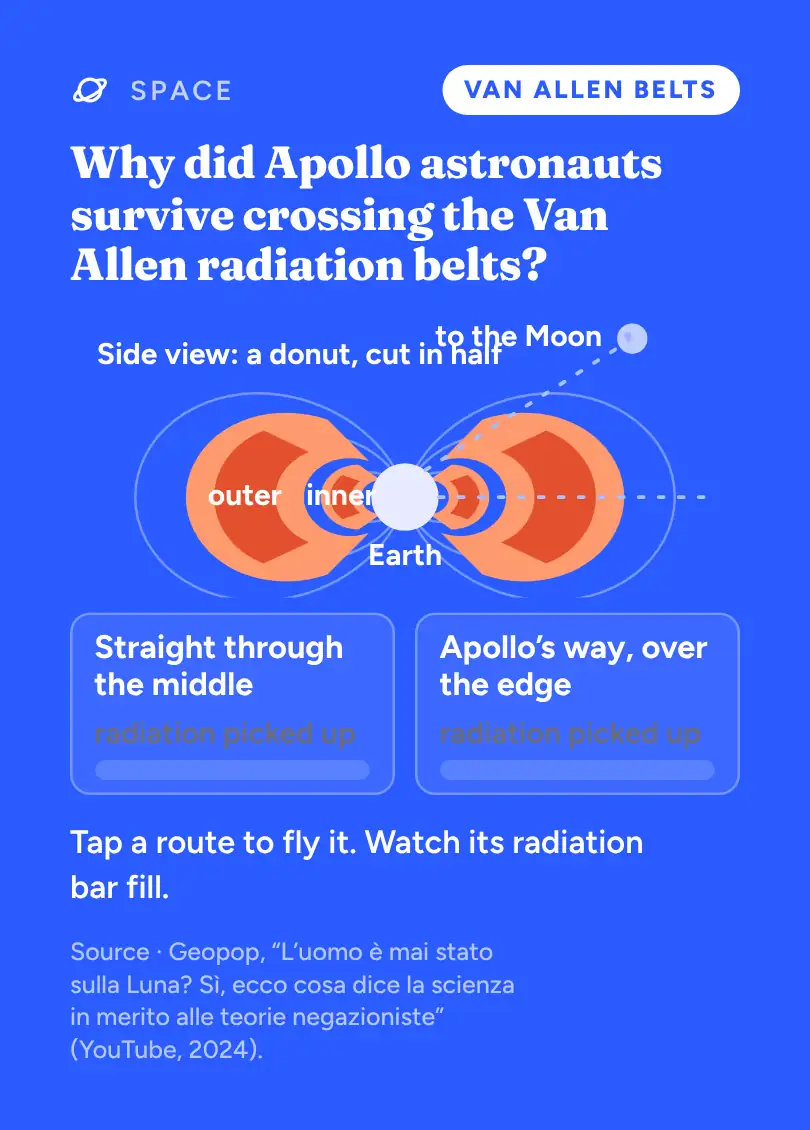 SPACE
VAN ALLEN BELTS
Why did Apollo astronauts
survive crossing the Van
Allen radiation belts?
to the Moon
Side view: a donut, cut in half
outer
inner
Earth
Straight through
the middle
radiation picked up
Apollo’s way, over
the edge
radiation picked up
Tap a route to fly it. Watch its radiation
bar fill.
Source · Geopop, “L’uomo è mai stato
sulla Luna? Sì, ecco cosa dice la scienza
in merito alle teorie negazioniste”
(YouTube, 2024).